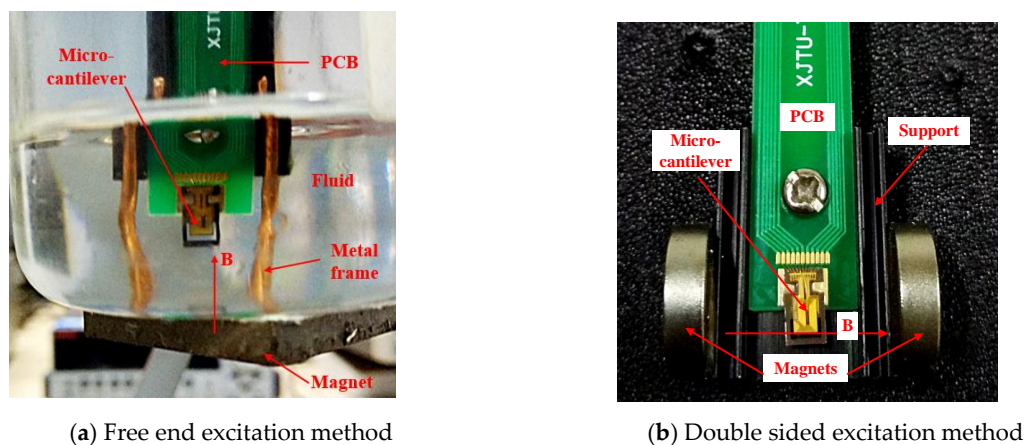 XJTU
Micro-
cantilever
PCB
Fluid
B
Metal
frame
Magnet
(a) Free end excitation method
XJTU-
PCB
Micro-
cantilever
Support
B
Magnets
(b) Double sided excitation method